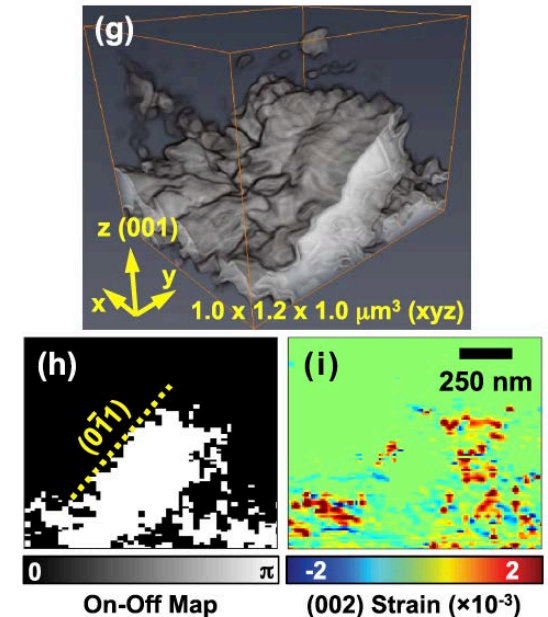 (g)
z (001)
y
x
1.0 x 1.2 x 1.0 μm³ (xyz)
(h)
(01̄1)
(i)
250 nm
0 π
-2 2
On-Off Map
(002) Strain (×10⁻³)